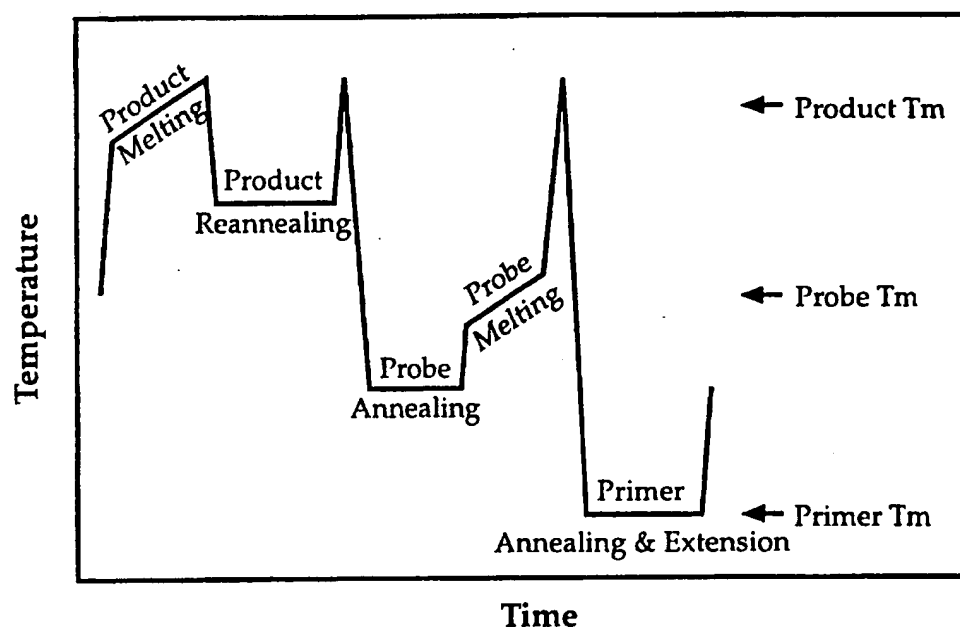 Product
Melting
Product
Reannealing
Probe
Annealing
Probe
Melting
Primer
Annealing & Extension
Product Tm
Probe Tm
Primer Tm
Temperature
Time